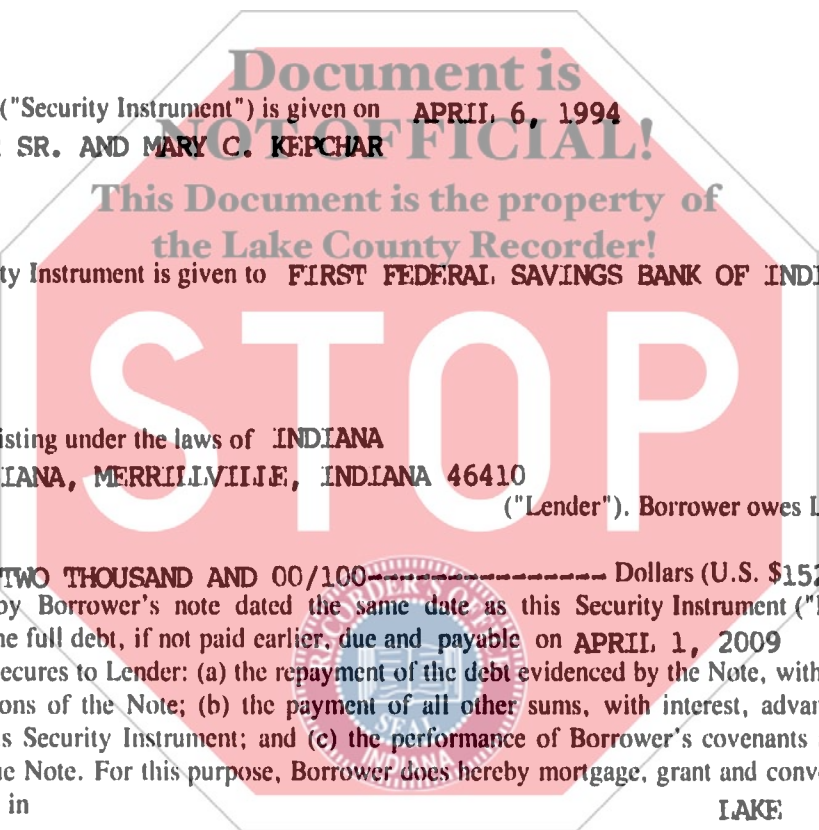 Document is
("Security Instrument") is given on APRIL 6, 1994
NOT OFFICIAL!
SR. AND MARY C. KEPCHAR
This Document is the property of
the Lake County Recorder!
ty Instrument is given to FIRST FEDERAL SAVINGS BANK OF INDI
STOP
isting under the laws of INDIANA
IANA, MERRILLVILLE, INDIANA 46410
("Lender"). Borrower owes L
TWO THOUSAND AND 00/100----------------- Dollars (U.S. $152
by Borrower's note dated the same date as this Security Instrument ("
he full debt, if not paid earlier, due and payable on APRIL 1, 2009
ecures to Lender: (a) the repayment of the debt evidenced by the Note, with
ons of the Note; (b) the payment of all other sums, with interest, advan
s Security Instrument; and (c) the performance of Borrower's covenants
he Note. For this purpose, Borrower does hereby mortgage, grant and conv
in LAKE
RECORDER'S OF
SEAL
INDIANA